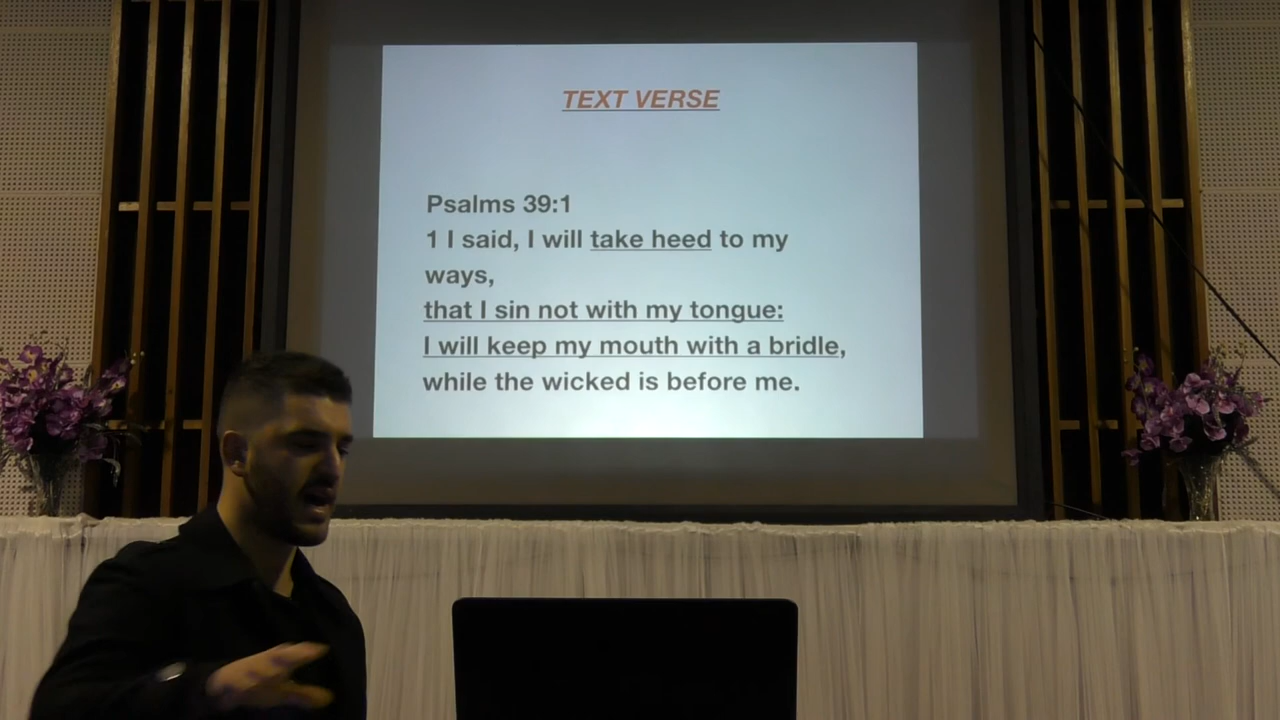 TEXT VERSE
Psalms 39:1
1 I said, I will take heed to my
ways,
that I sin not with my tongue:
I will keep my mouth with a bridle,
while the wicked is before me.